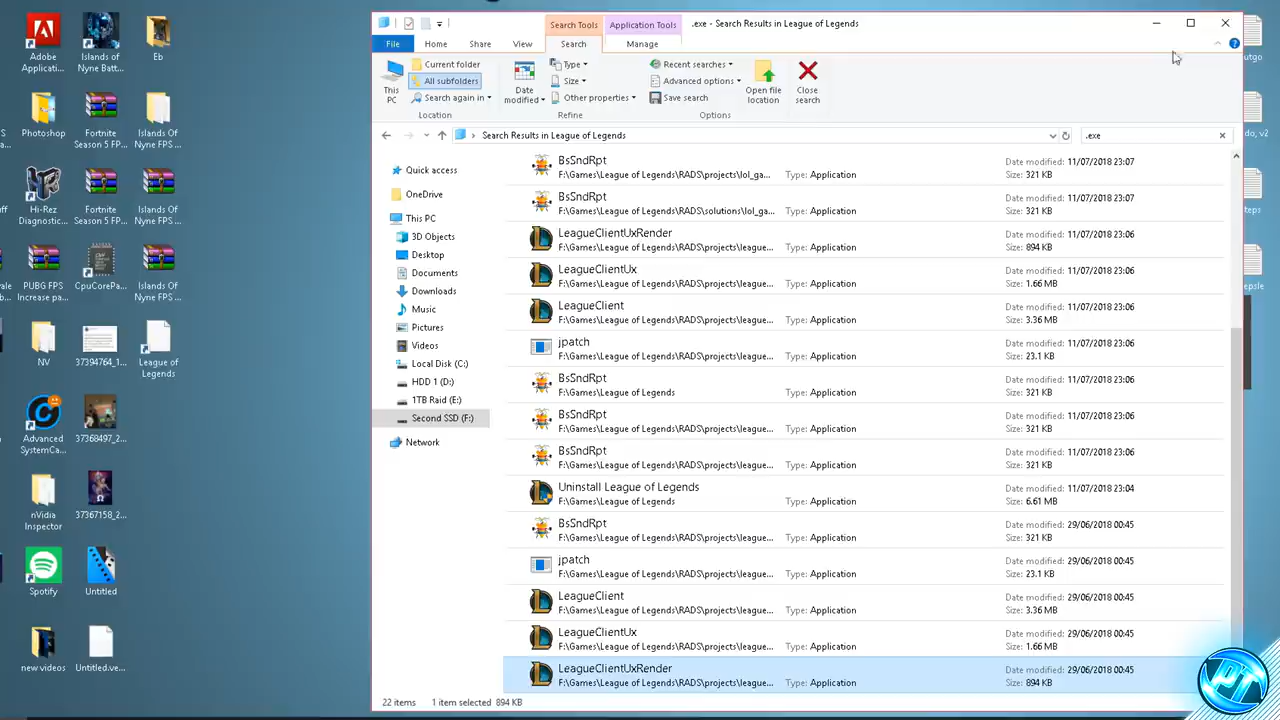 Adobe Applicati...
Islands of Nyne Batt...
Eb
Photoshop
Fortnite Season 5 FP...
Islands Of Nyne FPS ...
Hi-Rez Diagnostic...
Fortnite Season 5 FP...
Islands Of Nyne FPS ...
PUBG FPS Increase pa...
CpuCorePa...
Islands Of Nyne FPS ...
NV
37394764_1...
League of Legends
Advanced SystemCa...
37368497_2...
nVidia Inspector
37367158_2...
Spotify
Untitled
new videos
Untitled.ve...
Search Tools
Application Tools
.exe - Search Results in League of Legends
File
Home
Share
View
Search
Manage
This PC
Current folder
All subfolders
Search again in
Location
Date modified
Type
Size
Other properties
Refine
Recent searches
Advanced options
Save search
Open file location
Options
Close search
Search Results in League of Legends
.exe
Quick access
OneDrive
This PC
3D Objects
Desktop
Documents
Downloads
Music
Pictures
Videos
Local Disk (C:)
HDD 1 (D:)
1TB Raid (E:)
Second SSD (F:)
Network
BsSndRpt Date modified: 11/07/2018 23:07
F:\Games\League of Legends\RADS\projects\lol_ga... Type: Application Size: 321 KB
BsSndRpt Date modified: 11/07/2018 23:07
F:\Games\League of Legends\RADS\solutions\lol_ga... Type: Application Size: 321 KB
LeagueClientUxRender Date modified: 11/07/2018 23:06
F:\Games\League of Legends\RADS\projects\league... Type: Application Size: 894 KB
LeagueClientUx Date modified: 11/07/2018 23:06
F:\Games\League of Legends\RADS\projects\league... Type: Application Size: 1.66 MB
LeagueClient Date modified: 11/07/2018 23:06
F:\Games\League of Legends\RADS\projects\league... Type: Application Size: 3.36 MB
jpatch Date modified: 11/07/2018 23:06
F:\Games\League of Legends\RADS\projects\league... Type: Application Size: 23.1 KB
BsSndRpt Date modified: 11/07/2018 23:06
F:\Games\League of Legends Type: Application Size: 321 KB
BsSndRpt Date modified: 11/07/2018 23:06
F:\Games\League of Legends\RADS\projects\league... Type: Application Size: 321 KB
BsSndRpt Date modified: 11/07/2018 23:06
F:\Games\League of Legends\RADS\projects\league... Type: Application Size: 321 KB
Uninstall League of Legends Date modified: 11/07/2018 23:04
F:\Games\League of Legends Type: Application Size: 6.61 MB
BsSndRpt Date modified: 29/06/2018 00:45
F:\Games\League of Legends\RADS\projects\league... Type: Application Size: 321 KB
jpatch Date modified: 29/06/2018 00:45
F:\Games\League of Legends\RADS\projects\league... Type: Application Size: 23.1 KB
LeagueClient Date modified: 29/06/2018 00:45
F:\Games\League of Legends\RADS\projects\league... Type: Application Size: 3.36 MB
LeagueClientUx Date modified: 29/06/2018 00:45
F:\Games\League of Legends\RADS\projects\league... Type: Application Size: 1.66 MB
LeagueClientUxRender Date modified: 29/06/2018 00:45
F:\Games\League of Legends\RADS\projects\league... Type: Application Size: 894 KB
22 items 1 item selected 894 KB